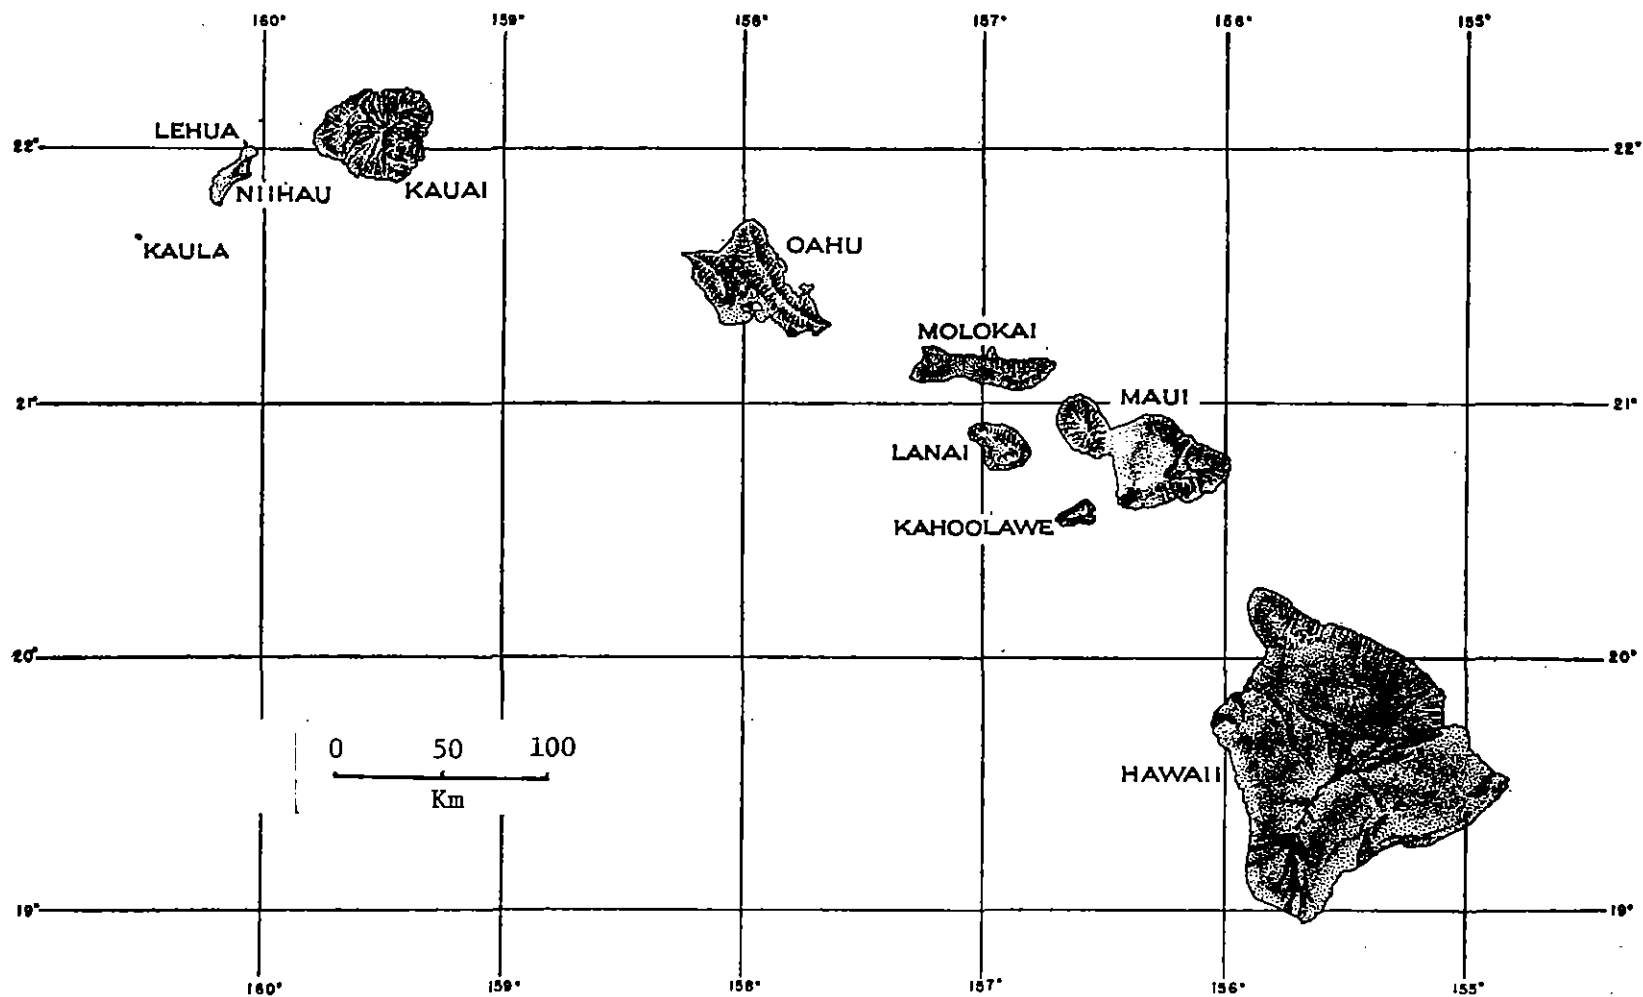 160° 159° 158° 157° 156° 155°
LEHUA
22° 22°
NIIHAU KAUAI
KAULA
OAHU
MOLOKAI
21° MAUI 21°
LANAI
KAHOOLAWE
20° 20°
0 50 100
Km
HAWAII
19° 19°
160° 159° 158° 157° 156° 155°